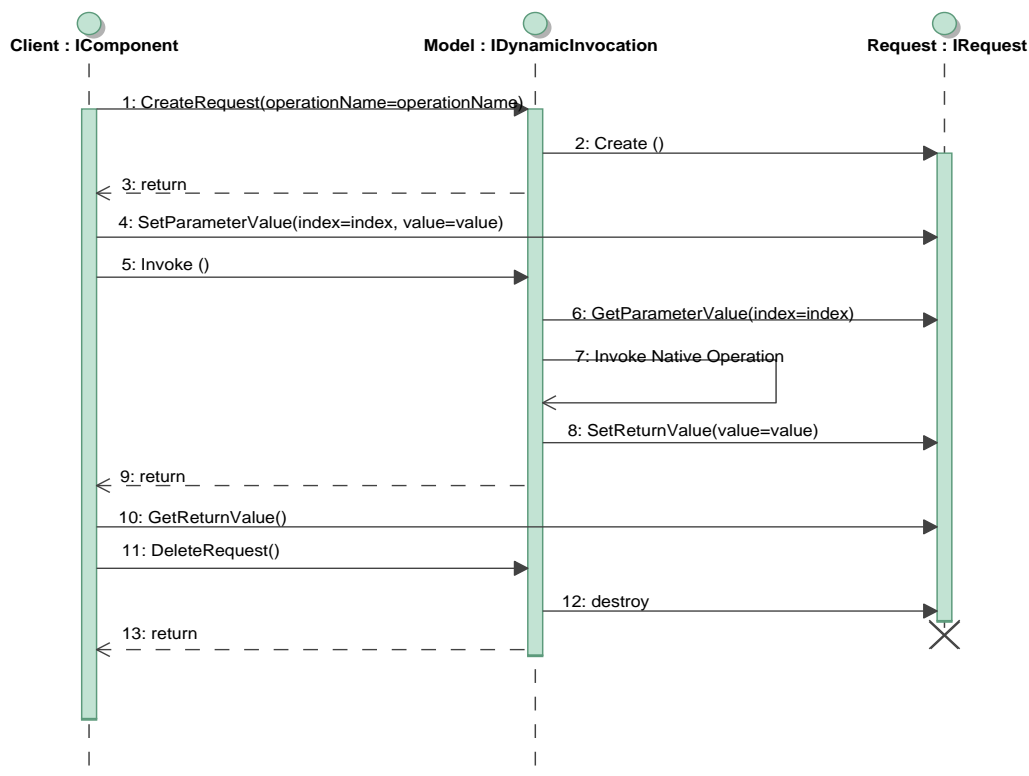 Client : IComponent
Model : IDynamicInvocation
Request : IRequest
1: CreateRequest(operationName=operationName)
2: Create ()
3: return
4: SetParameterValue(index=index, value=value)
5: Invoke ()
6: GetParameterValue(index=index)
7: Invoke Native Operation
8: SetReturnValue(value=value)
9: return
10: GetReturnValue()
11: DeleteRequest()
12: destroy
13: return